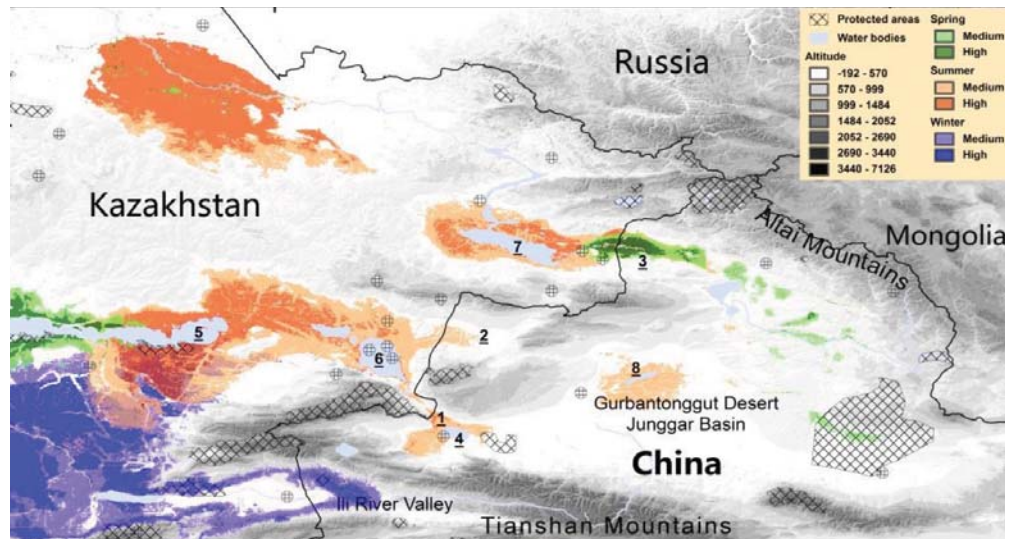 Protected areas
Water bodies
Altitude
-192 - 570
570 - 999
999 - 1484
1484 - 2052
2052 - 2690
2690 - 3440
3440 - 7126
Spring
Medium
High
Summer
Medium
High
Winter
Medium
High
Russia
Kazakhstan
Mongolia
Altai Mountains
7
3
5
2
6
8
Gurbantonggut Desert
Junggar Basin
1
4
China
Ili River Valley
Tianshan Mountains